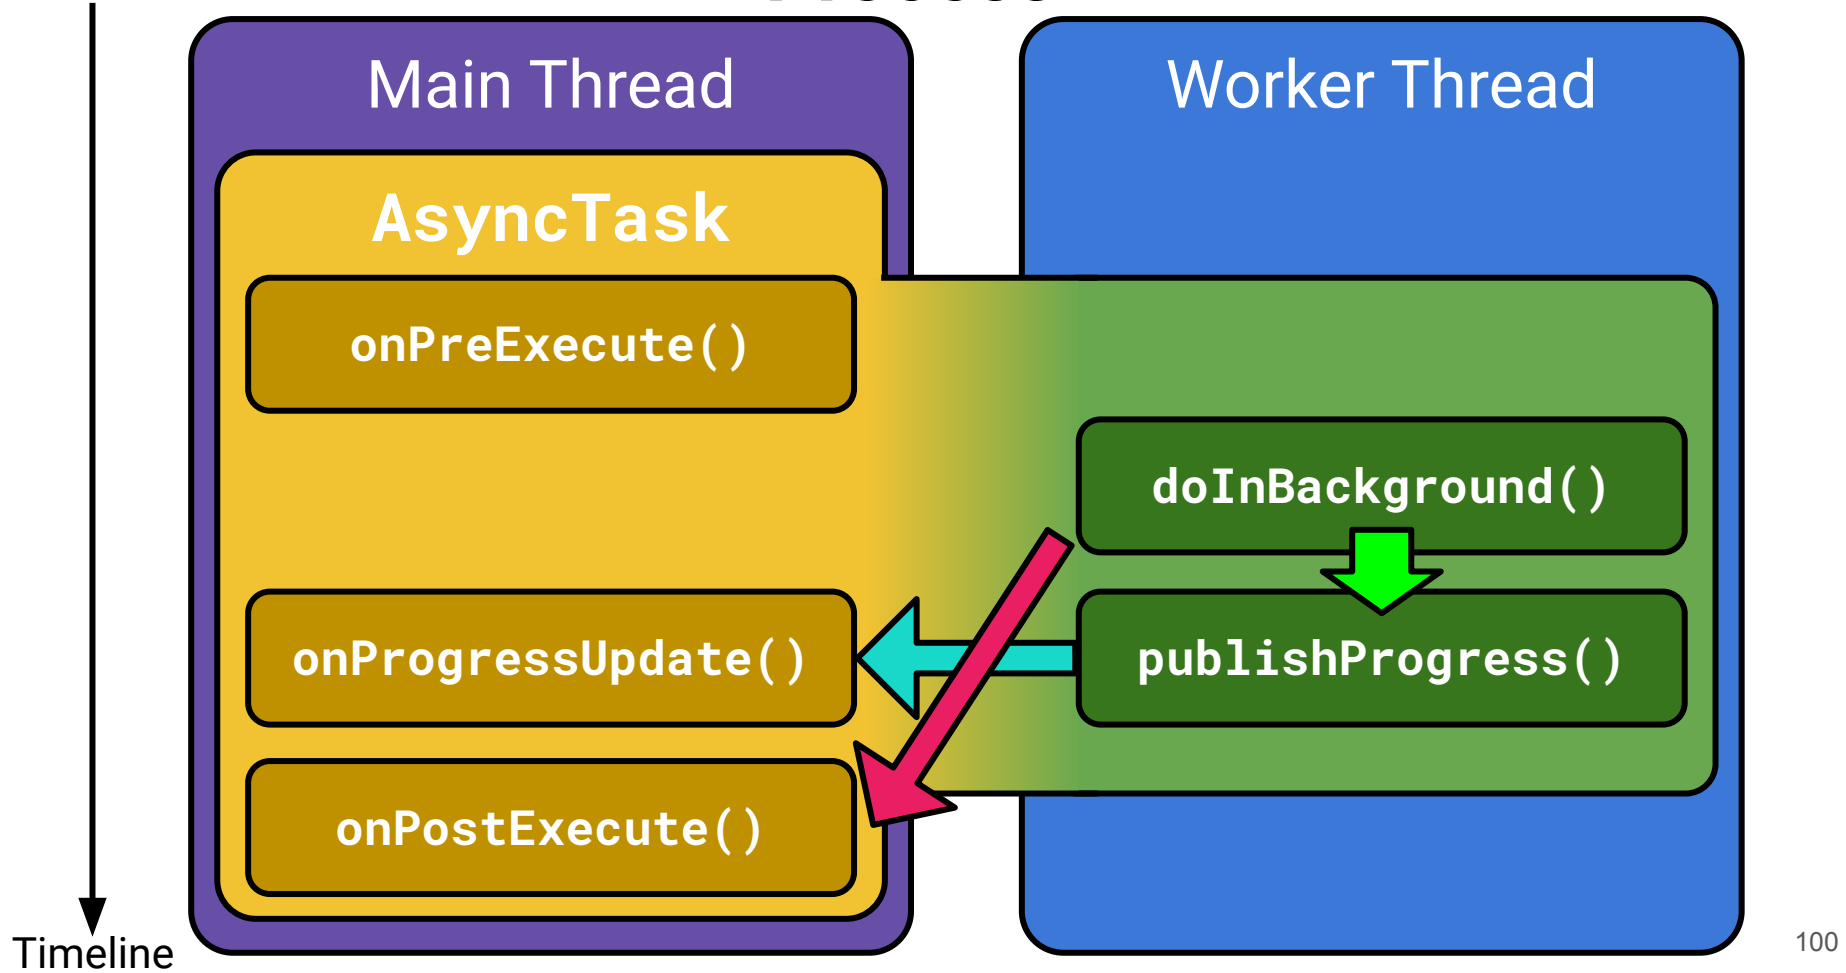 Main Thread
Worker Thread
AsyncTask
onPreExecute()
doInBackground()
onProgressUpdate()
publishProgress()
onPostExecute()
Timeline
100